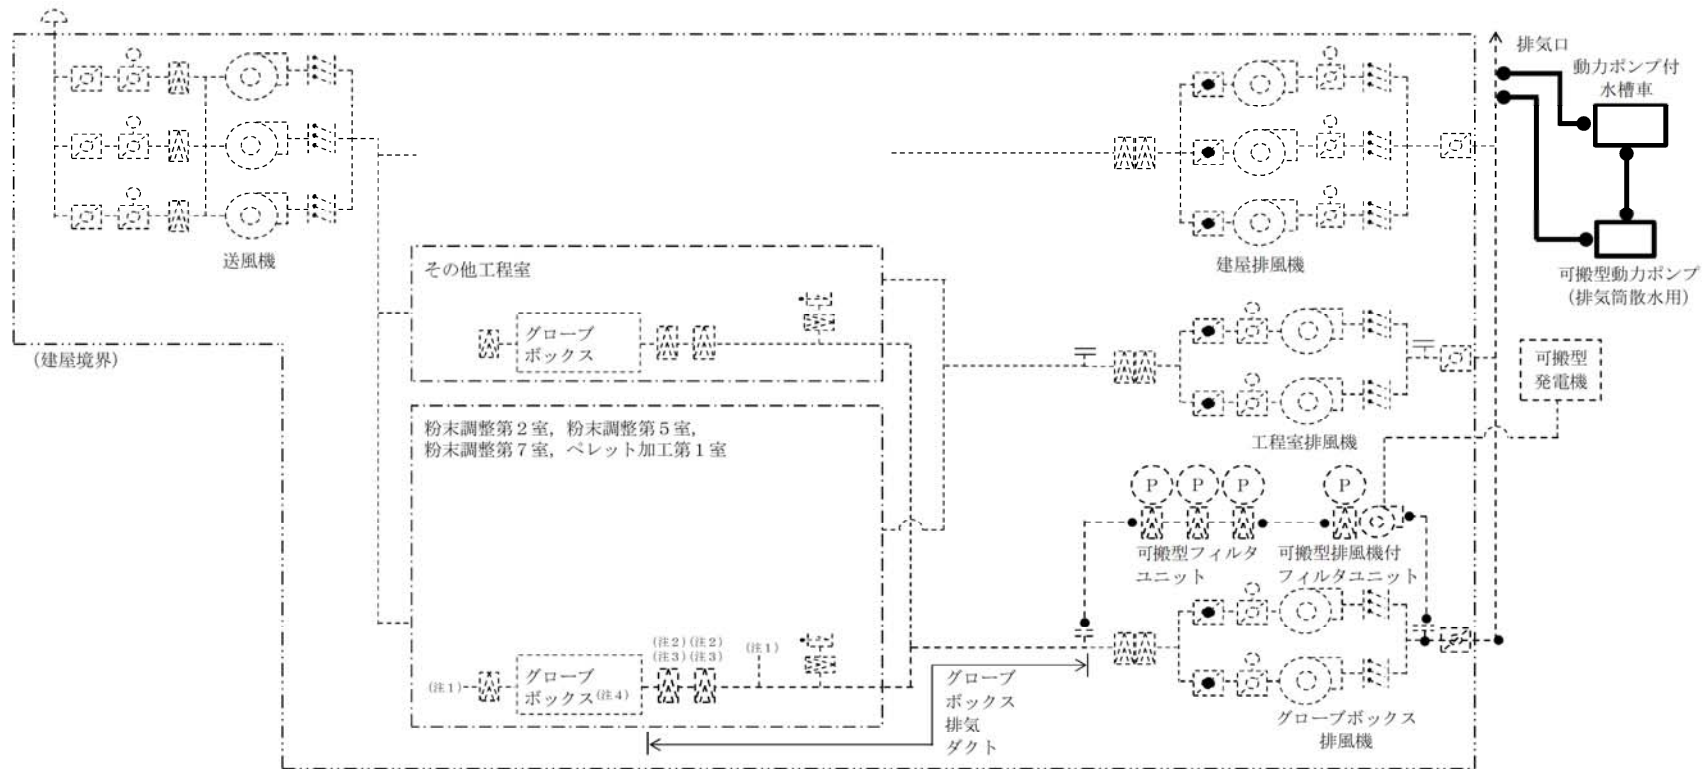 排気口
動力ポンプ付
水槽車
送風機
建屋排風機
可搬型動力ポンプ
(排気筒散水用)
その他工程室
グローブ
ボックス
(建屋境界)
可搬型
発電機
粉末調整第2室，粉末調整第5室，
粉末調整第7室，ペレット加工第1室
工程室排風機
P
P
P
P
可搬型フィルタ
ユニット
可搬型排風機付
フィルタユニット
(注2)(注2)
(注3)(注3)
(注1)
(注1)
グローブ
ボックス(注4)
グローブ
ボックス
排気
ダクト
グローブボックス
排風機